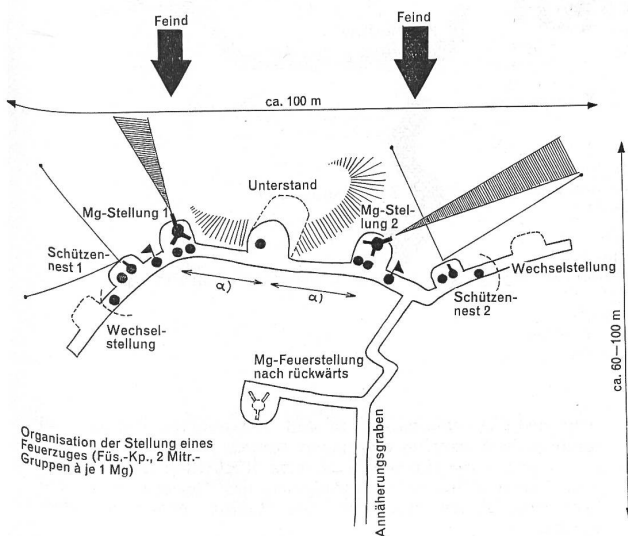 Feind
Feind
ca. 100 m
Unterstand
Mg-Stellung 1
Mg-Stel-
lung 2
Schützen-
nest 1
Wechselstellung
Schützen-
nest 2
α)
α)
Wechsel-
stellung
Mg-Feuerstellung
nach rückwärts
ca. 60—100 m
Annäherungsgraben
Organisation der Stellung eines
Feuerzuges (Füs.-Kp., 2 Mitr.-
Gruppen à je 1 Mg)